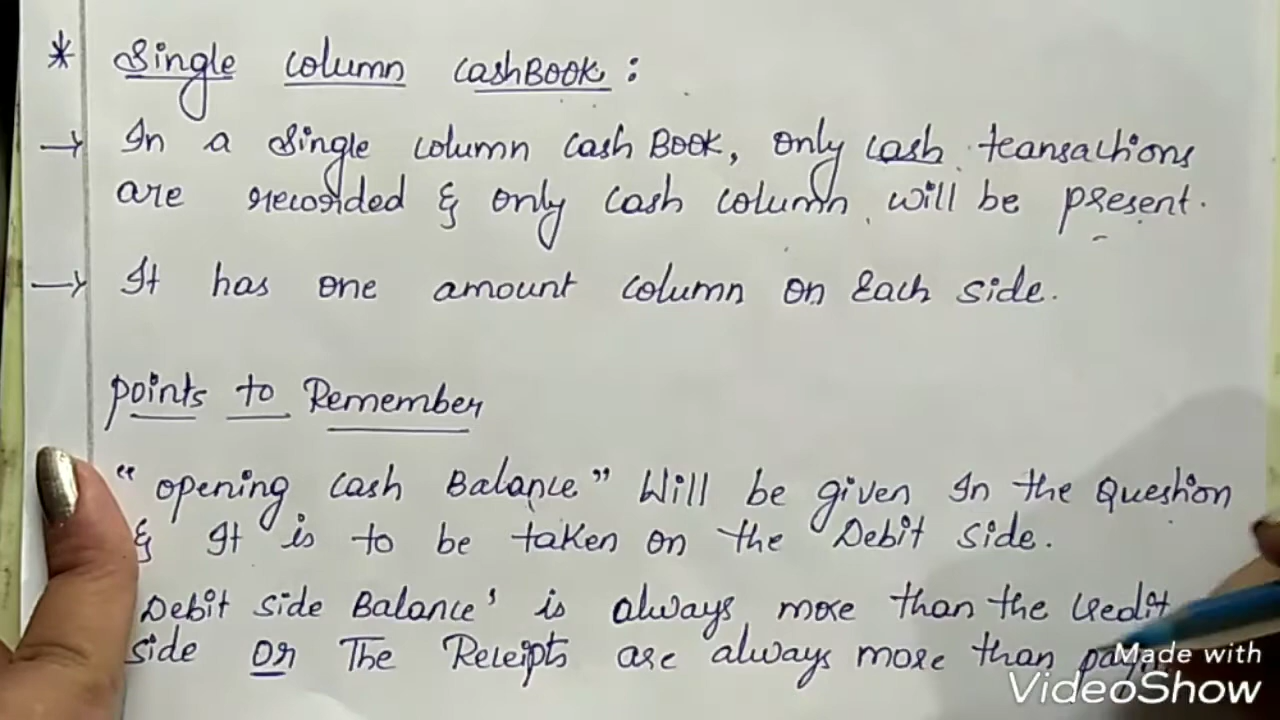 * Single column cashBook :
→ In a Single column cash Book, only cash transactions
are recorded & only cash column will be present.
→ It has one amount column on Each side.
points to Remember
"opening cash Balance" Will be given In the Question
& It is to be taken on the Debit side.
Debit side Balance' is always more than the credit
side or The Receipts are always more than
Made with
VideoShow